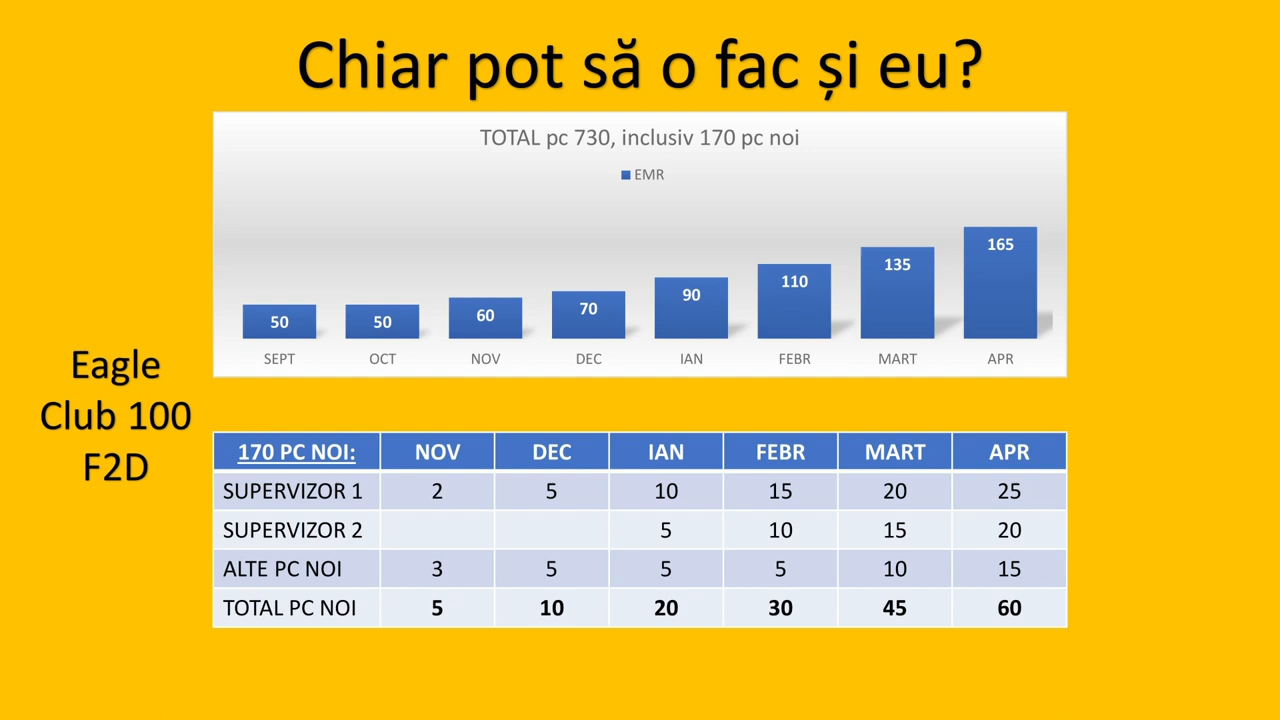 Chiar pot să o fac și eu?
TOTAL pc 730, inclusiv 170 pc noi
EMR
50 50 60 70 90 110 135 165
SEPT OCT NOV DEC IAN FEBR MART APR
Eagle
Club 100
F2D
170 PC NOI: NOV DEC IAN FEBR MART APR
SUPERVIZOR 1 2 5 10 15 20 25
SUPERVIZOR 2 5 10 15 20
ALTE PC NOI 3 5 5 5 10 15
TOTAL PC NOI 5 10 20 30 45 60